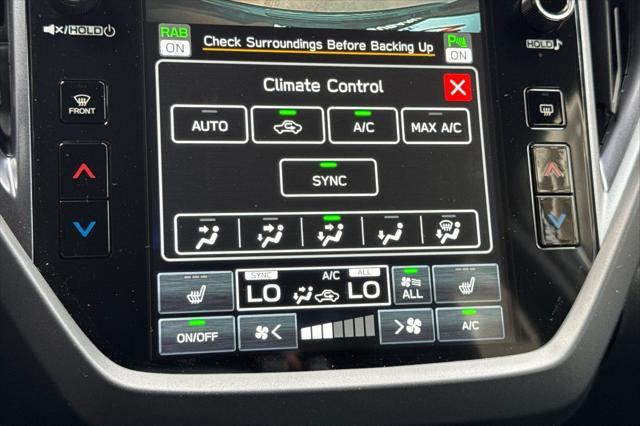 RAB
ON
Check Surroundings Before Backing Up
ON
/HOLD
HOLD
Climate Control
FRONT
AUTO
A/C
MAX A/C
SYNC
SYNC
A/C
ALL
LO
LO
ALL
ON/OFF
A/C